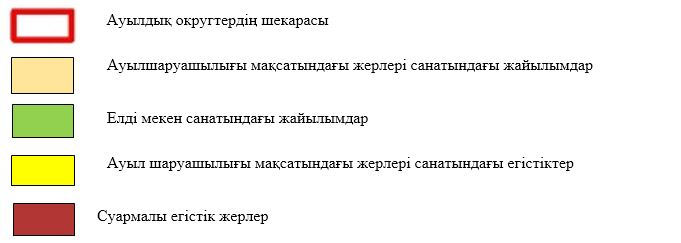 Ауылдық округтердің шекарасы
Ауылшаруашылығы мақсатындағы жерлері санатындағы жайылымдар
Елді мекен санатындағы жайылымдар
Ауыл шаруашылығы мақсатындағы жерлері санатындағы егістіктер
Суармалы егістік жерлер